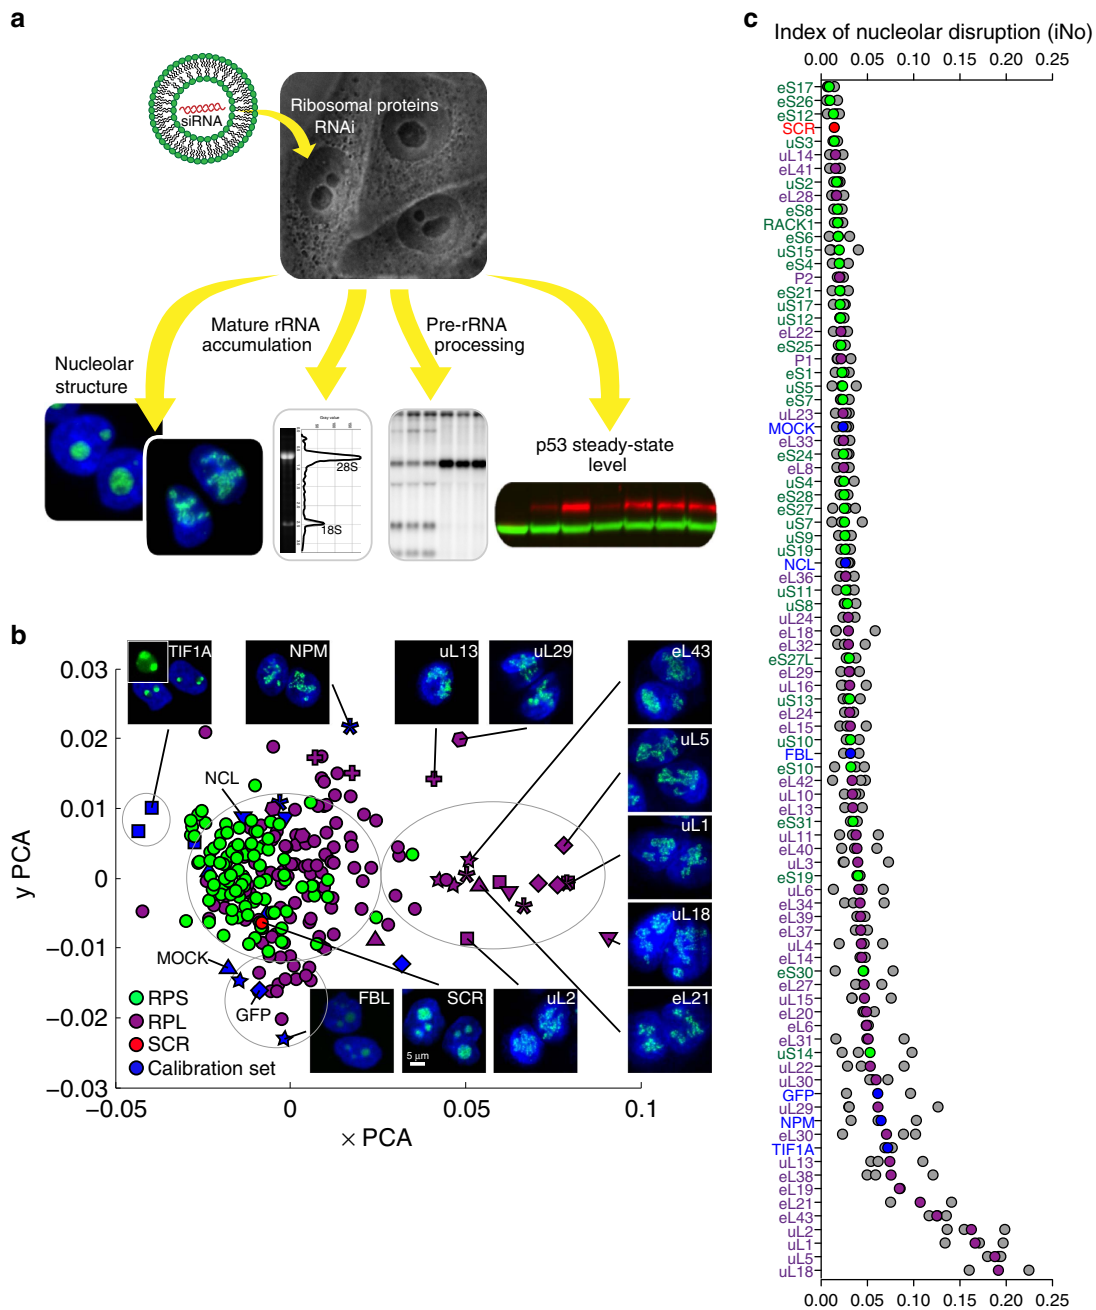 a
siRNA
Ribosomal proteins
RNAi
Mature rRNA
accumulation
Pre-rRNA
processing
Nucleolar
structure
Grey value
28S
18S
p53 steady-state
level
b
TIF1A
NPM
uL13
uL29
eL43
uL5
uL1
uL18
eL21
uL2
SCR
5 µm
FBL
NCL
MOCK
GFP
RPS
RPL
SCR
Calibration set
0.03
0.02
0.01
0
−0.01
−0.02
−0.03
y PCA
−0.05
0
0.05
0.1
× PCA
c
Index of nucleolar disruption (iNo)
0.00 0.05 0.10 0.15 0.20 0.25
eS17
eS26
eS12
SCR
uS3
uL14
eL41
uS2
eL28
eS8
RACK1
eS6
uS15
eS4
P2
eS21
uS17
uS12
eL22
eS25
P1
eS1
uS5
eS7
uL23
MOCK
eL33
eS24
eL8
uS4
eS28
eS27
uS7
uS9
uS19
NCL
eL36
uS11
uS8
uL24
eL18
eL32
eS27L
eL29
uL16
uS13
eL24
eL15
uS10
FBL
eS10
eL42
uL10
eL13
eS31
uL11
eL40
uL3
eS19
uL6
eL34
eL39
eL37
uL4
eL14
eS30
eL27
uL15
eL20
eL6
eL31
uS14
uL22
uL30
GFP
uL29
NPM
eL30
TIF1A
uL13
eL38
eL19
eL21
eL43
uL2
uL1
uL5
uL18
0.00 0.05 0.10 0.15 0.20 0.25